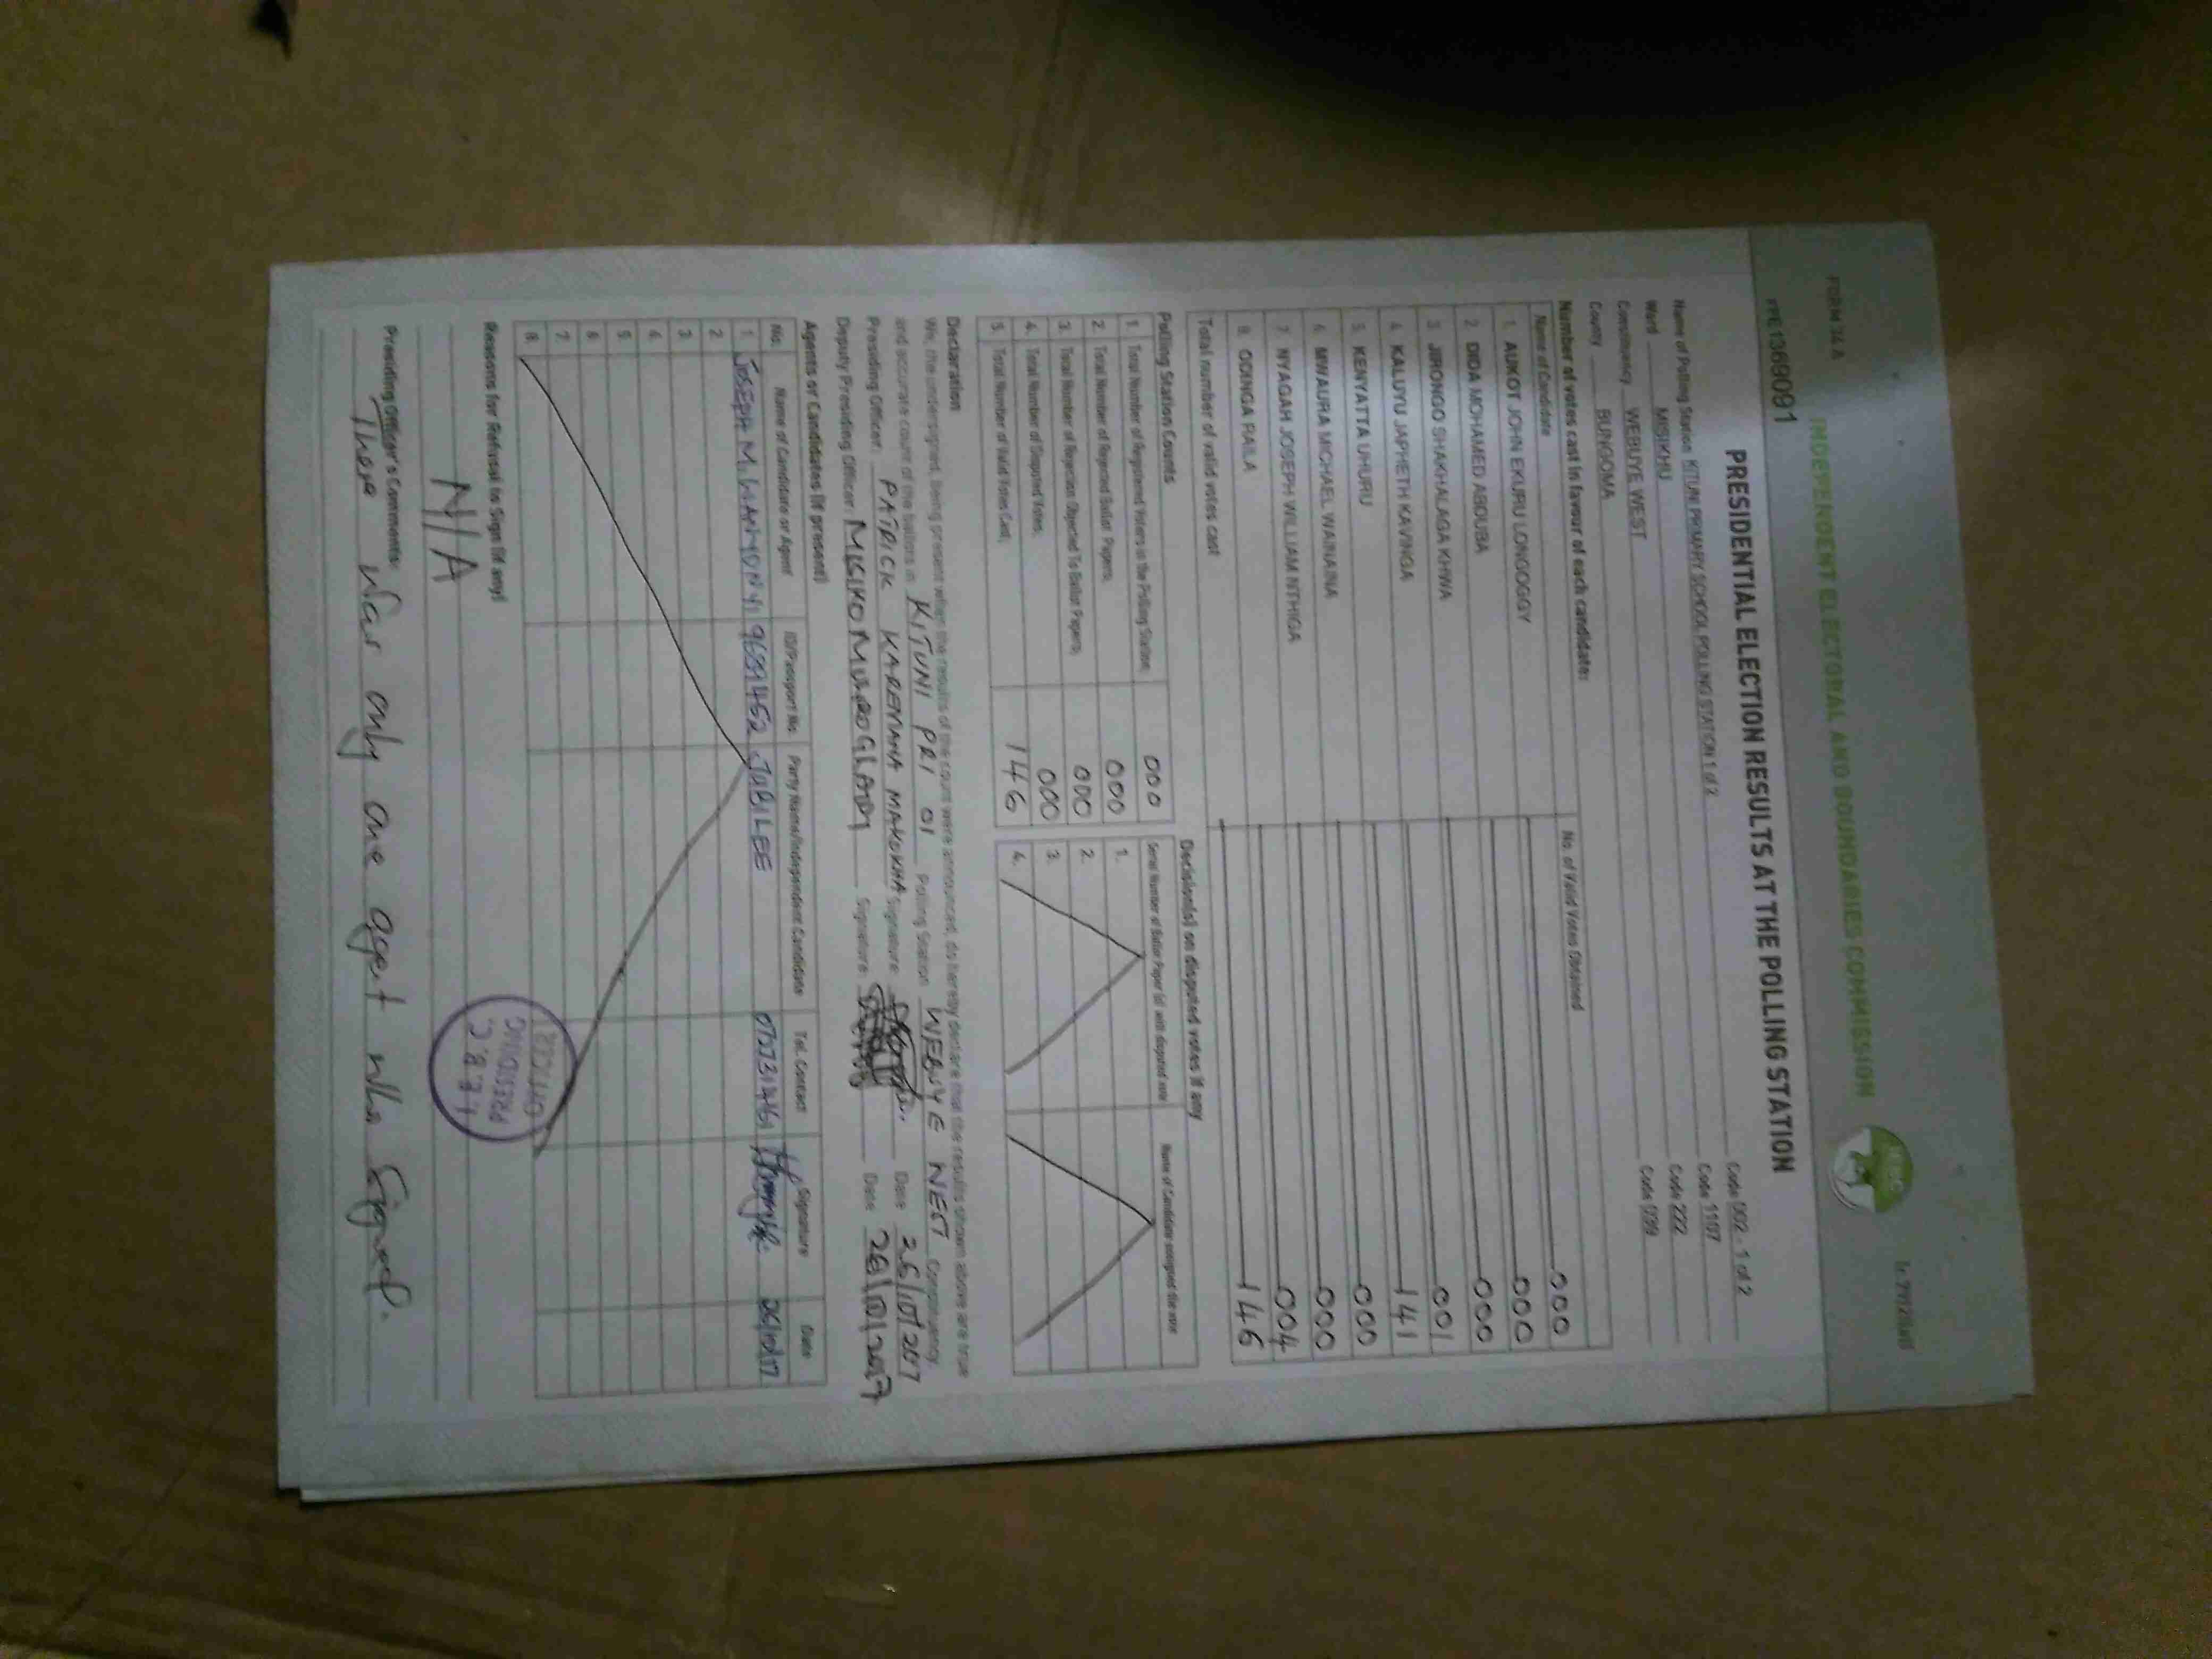 FORM 34 A
INDEPENDENT ELECTORAL AND BOUNDARIES COMMISSION
IEBC
PPE 1369091
PRESIDENTIAL ELECTION RESULTS AT THE POLLING STATION
Name of Polling Station KITUNI PRIMARY SCHOOL POLLING STATION 1 of 2 Code 002 - 1 of 2
Ward MISIKHU Code 1107
Constituency WEBUYE WEST Code 222
County BUNGOMA Code 039
Number of votes cast in favour of each candidate:
Name of Candidate No. of Valid Votes Obtained
1. AUKOT JOHN EKURU LONGOGGY 000
2. DIDA MOHAMED ABDUBA 000
3. JIRONGO SHAKHALAGA KHWA 000
4. KALUYU JAPHETH KAVINGA 001
5. KENYATTA UHURU 141
6. MWAURA MICHAEL WAINAINA 000
7. NYAGAH JOSEPH WILLIAM NTHIGA 000
8. ODINGA RAILA 004
Total number of valid votes cast 146
Polling Station Counts
1. Total Number of Registered Voters in the Polling Station; 000
2. Total Number of Rejected Ballot Papers; 000
3. Total Number of Rejection Objected To Ballot Papers; 000
4. Total Number of Disputed Votes; 000
5. Total Number of Valid Votes Cast; 146
Decision(s) on disputed votes if any
Serial Number of Ballot Paper (s) with disputed vote Name of Candidate assigned the vote
1.
2.
3.
4.
Declaration
We, the undersigned, being present when the results of the count were announced, do hereby declare that the results shown above are true
and accurate count of the ballots in KITUNI PRI 01 Polling Station WEBUYE WEST Constituency
Presiding Officer: PATRICK MAKOKHA Signature: Date 26/10/2017
Deputy Presiding Officer: Signature: Date 26/10/2017
Agents or Candidates (if present)
No. Name of Candidate or Agent ID/Passport No. Party Name/Independent Candidate Tel. Contact Signature Date
1. JOSEPH JUBILEE 26/10/17
2
3
4
5
6
7
8
Reasons for Refusal to Sign (if any)
N/A
I.E.B.C.
PRESIDING
OFFICER
Presiding Officer's Comments:
There war only one agent who signed.